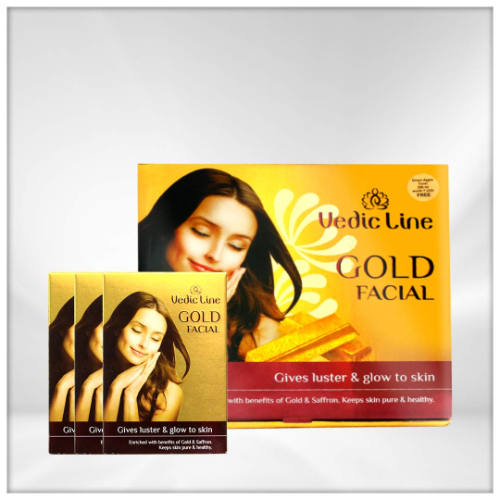 Vedic Line
GOLD
FACIAL
Gives luster & glow to skin
with benefits of Gold & Saffron. Keeps skin pure & healthy.
FREE
Vedic Line
GOLD
FACIAL
Gives luster & glow to skin
Enriched with benefits of Gold & Saffron.
Keeps skin pure & healthy.
Giv
Giv